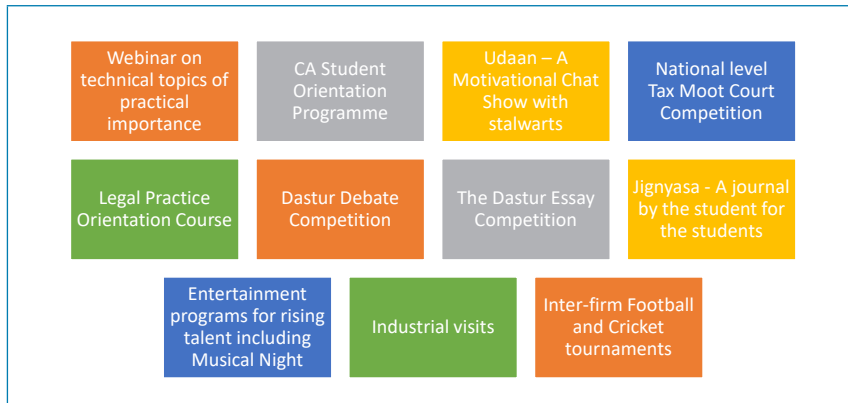 Webinar on
technical topics of
practical
importance
CA Student
Orientation
Programme
Udaan – A
Motivational Chat
Show with
stalwarts
National level
Tax Moot Court
Competition
Legal Practice
Orientation Course
Dastur Debate
Competition
The Dastur Essay
Competition
Jignyasa - A journal
by the student for
the students
Entertainment
programs for rising
talent including
Musical Night
Industrial visits
Inter-firm Football
and Cricket
tournaments